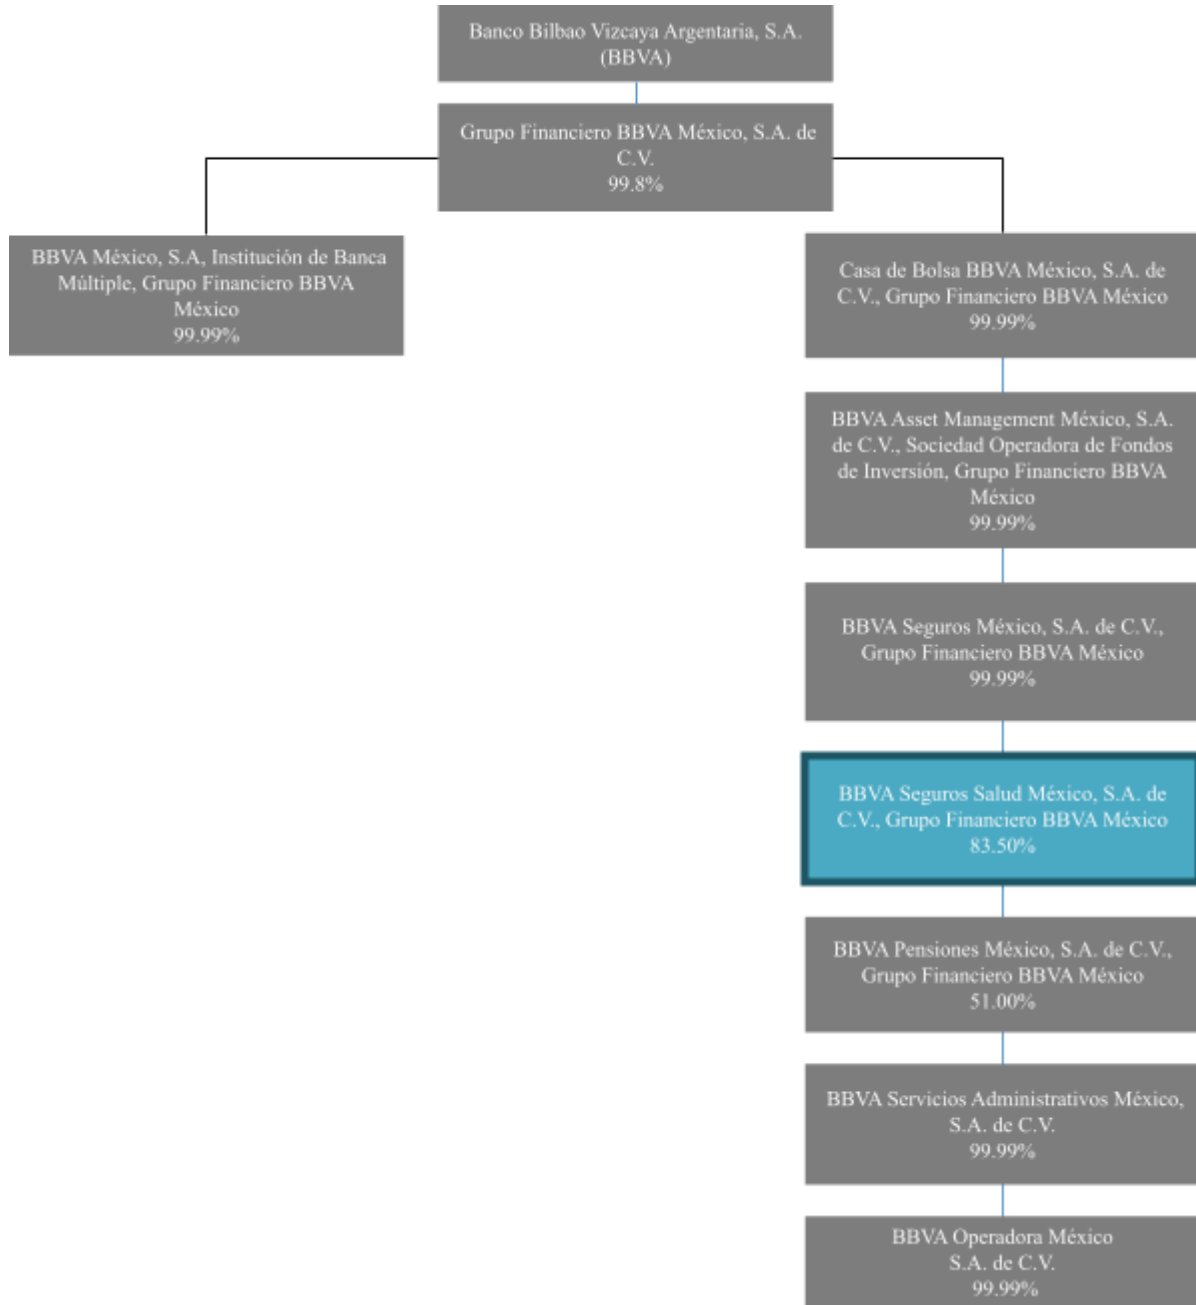 Banco Bilbao Vizcaya Argentaria, S.A.
(BBVA)
Grupo Financiero BBVA México, S.A. de
C.V.
99.8%
BBVA México, S.A, Institución de Banca
Múltiple, Grupo Financiero BBVA
México
99.99%
Casa de Bolsa BBVA México, S.A. de
C.V., Grupo Financiero BBVA México
99.99%
BBVA Asset Management México, S.A.
de C.V., Sociedad Operadora de Fondos
de Inversión, Grupo Financiero BBVA
México
99.99%
BBVA Seguros México, S.A. de C.V.,
Grupo Financiero BBVA México
99.99%
BBVA Seguros Salud México, S.A. de
C.V., Grupo Financiero BBVA México
83.50%
BBVA Pensiones México, S.A. de C.V.,
Grupo Financiero BBVA México
51.00%
BBVA Servicios Administrativos México,
S.A. de C.V.
99.99%
BBVA Operadora México
S.A. de C.V.
99.99%